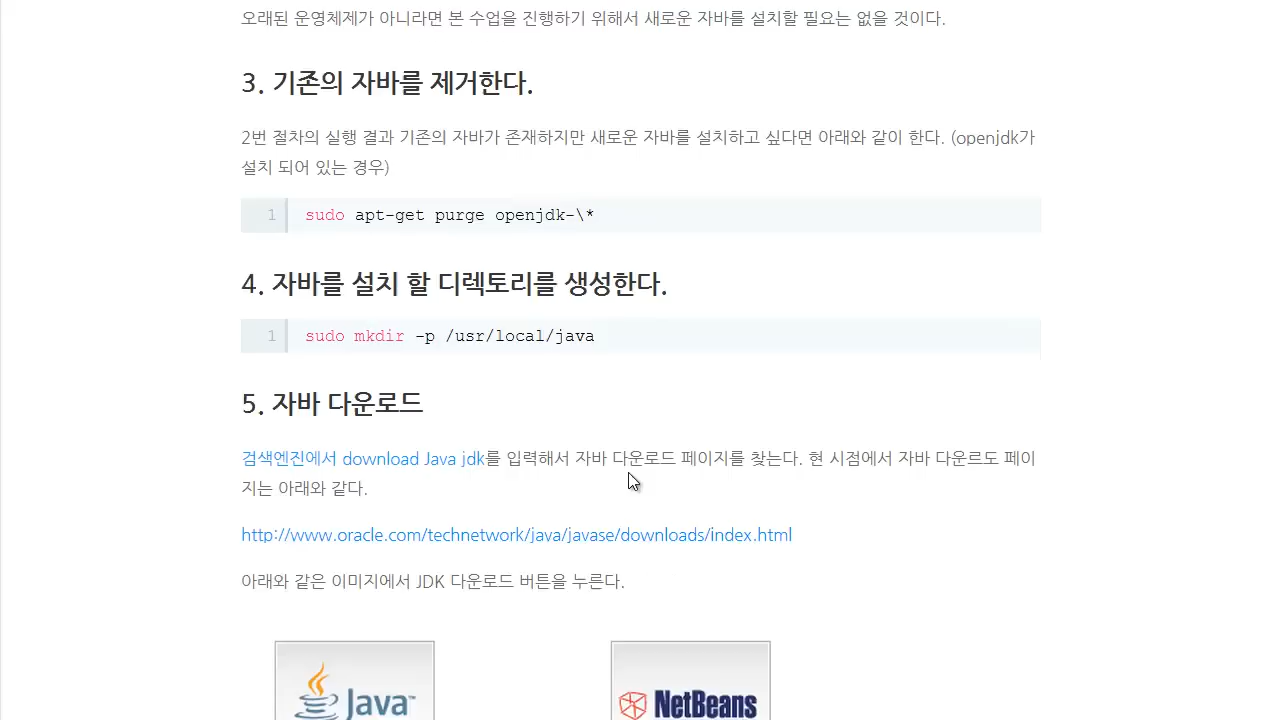 오래된 운영체제가 아니라면 본 수업을 진행하기 위해서 새로운 자바를 설치할 필요는 없을 것이다.
3. 기존의 자바를 제거한다.
2번 절차의 실행 결과 기존의 자바가 존재하지만 새로운 자바를 설치하고 싶다면 아래와 같이 한다. (openjdk가
설치 되어 있는 경우)
1 sudo apt-get purge openjdk-\*
4. 자바를 설치 할 디렉토리를 생성한다.
1 sudo mkdir -p /usr/local/java
5. 자바 다운로드
검색엔진에서 download Java jdk를 입력해서 자바 다운로드 페이지를 찾는다. 현 시점에서 자바 다운르도 페이
지는 아래와 같다.
http://www.oracle.com/technetwork/java/javase/downloads/index.html
아래와 같은 이미지에서 JDK 다운로드 버튼을 누른다.
Java™ NetBeans